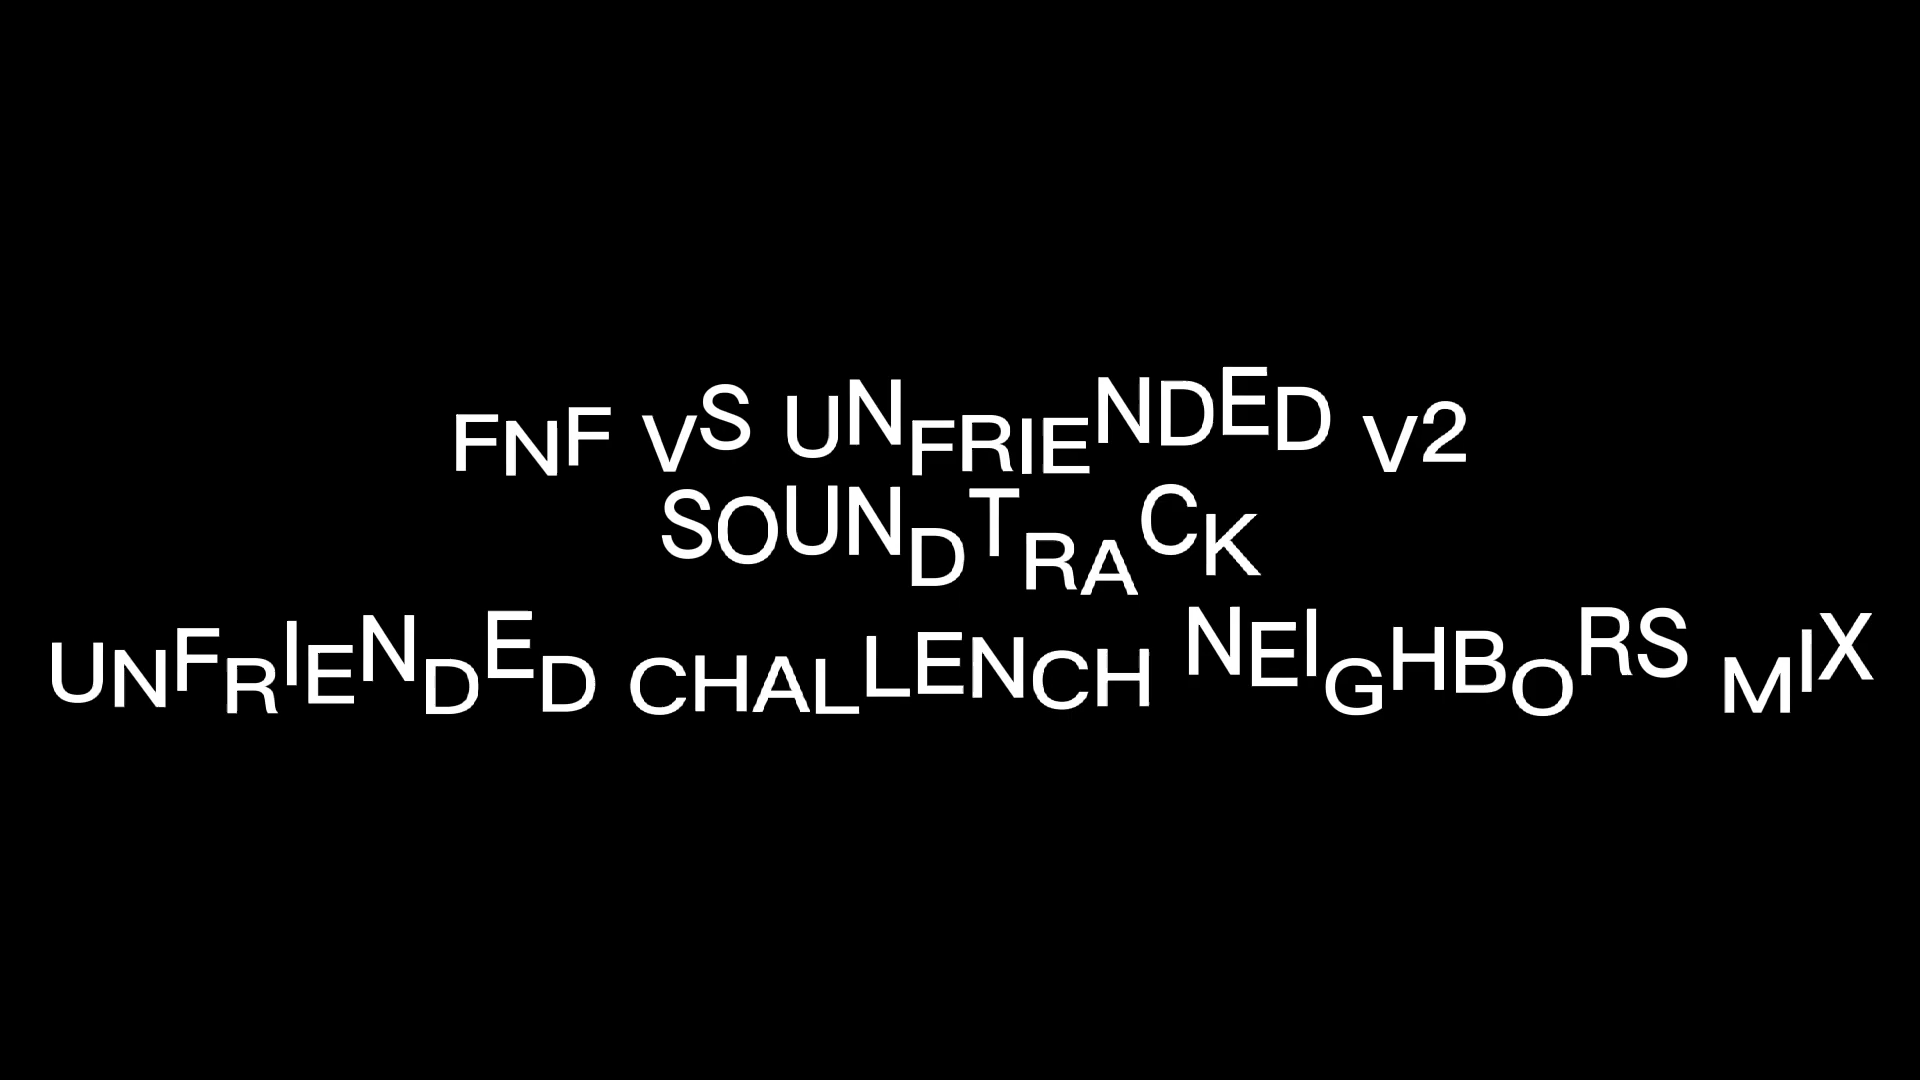 FNF VS UNFRIENDED V2
SOUNDTRACK
UNFRIENDED CHALLENCH NEIGHBORS MIX